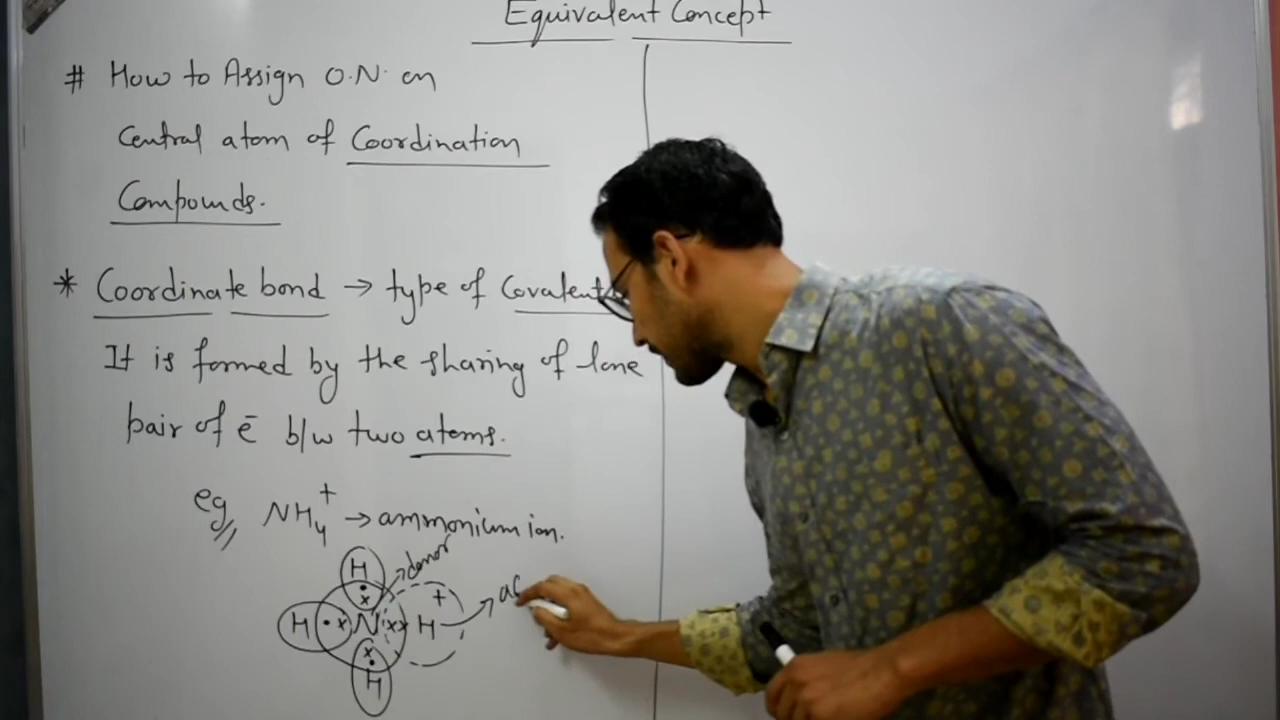 Equivalent Concept
# How to Assign O.N. on
Central atom of Coordination
Compounds.
* Coordinate bond → type of Covalent
It is formed by the sharing of lone
pair of ē b/w two atoms.
eg NH₄⁺ → ammonium ion.
H donor
H N H + ac
H